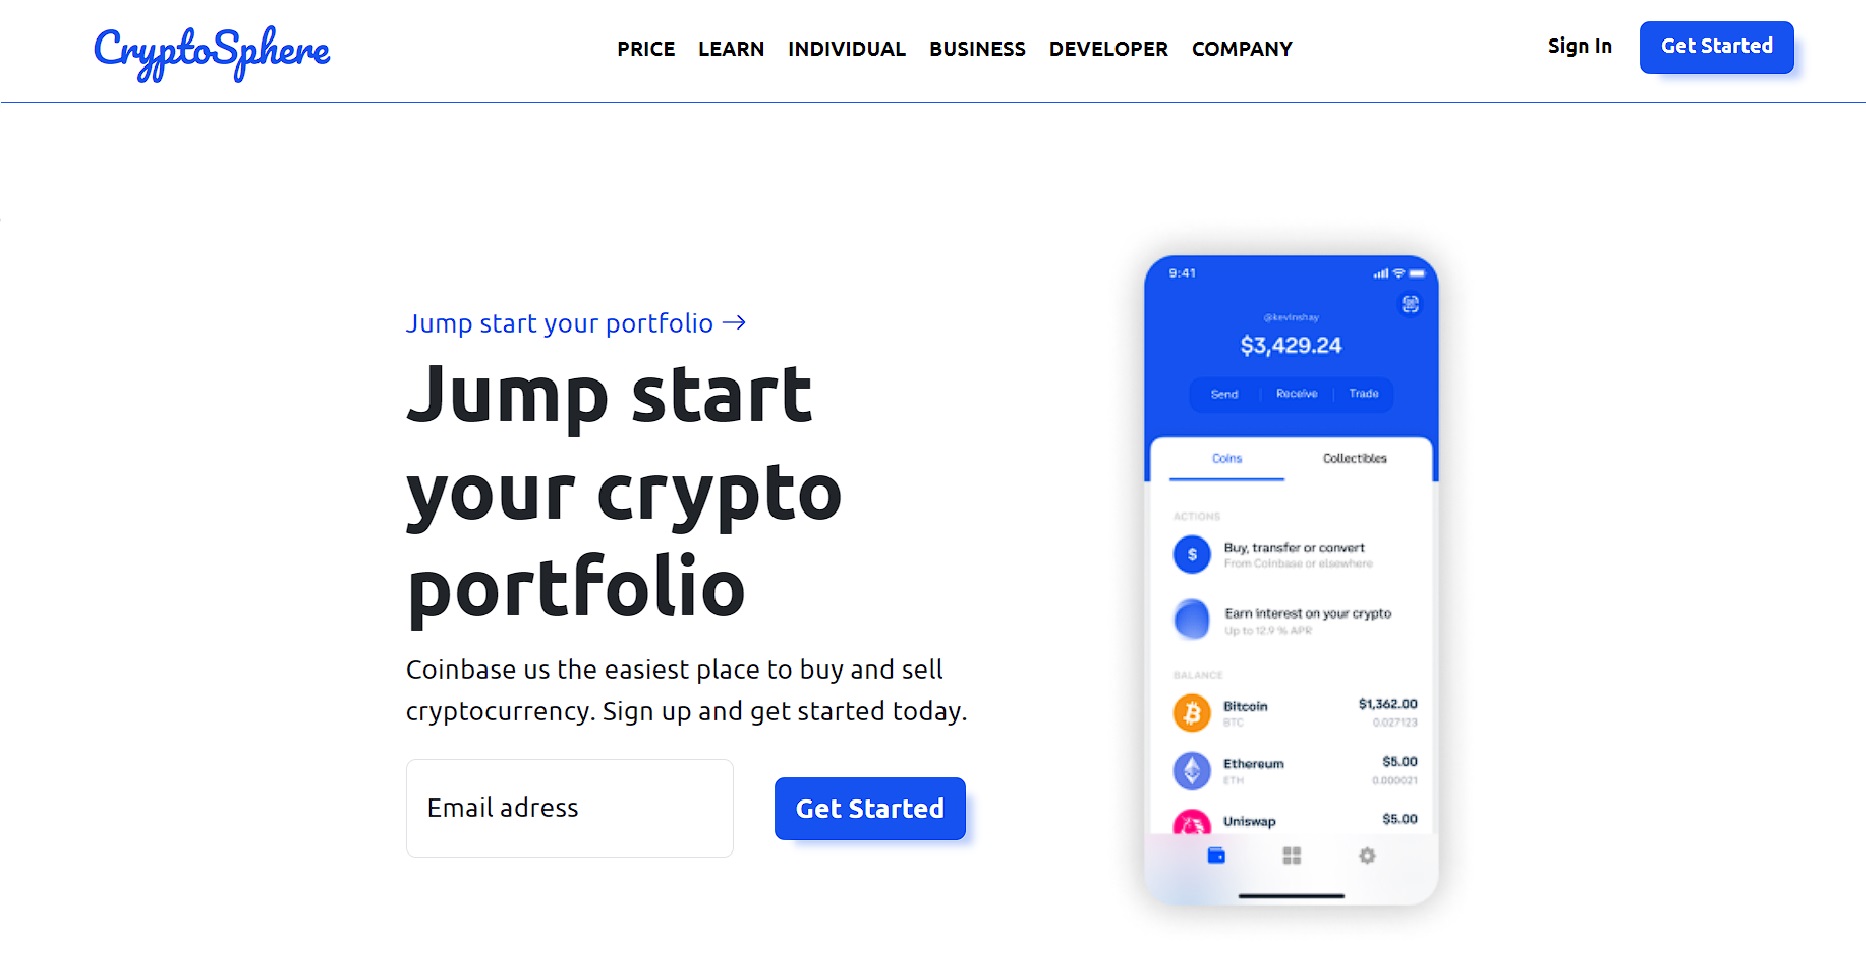 CryptoSphere
PRICE LEARN INDIVIDUAL BUSINESS DEVELOPER COMPANY
Sign In
Get Started
Jump start your portfolio →
Jump start
your crypto
portfolio
Coinbase us the easiest place to buy and sell
cryptocurrency. Sign up and get started today.
Email adress
Get Started
9:41
@kevinshay
$3,429.24
Send Receive Trade
Coins Collectibles
ACTIONS
$
Buy, transfer or convert
From Coinbase or elsewhere
Earn interest on your crypto
Up to 12.9 % APR
BALANCE
Bitcoin $1,362.00
BTC 0.027123
Ethereum $5.00
ETH 0.000021
Uniswap $5.00